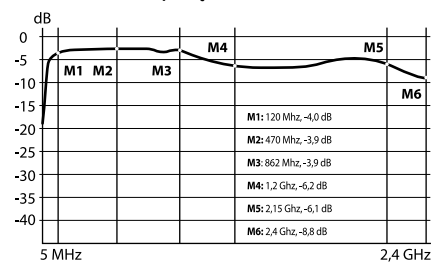 dB
0
-5
-10
-15
-20
-25
-30
-35
-40
M1
M2
M3
M4
M5
M6
M1: 120 Mhz, -4,0 dB
M2: 470 Mhz, -3,9 dB
M3: 862 Mhz, -3,9 dB
M4: 1,2 Ghz, -6,2 dB
M5: 2,15 Ghz, -6,1 dB
M6: 2,4 Ghz, -8,8 dB
5 MHz
2,4 GHz